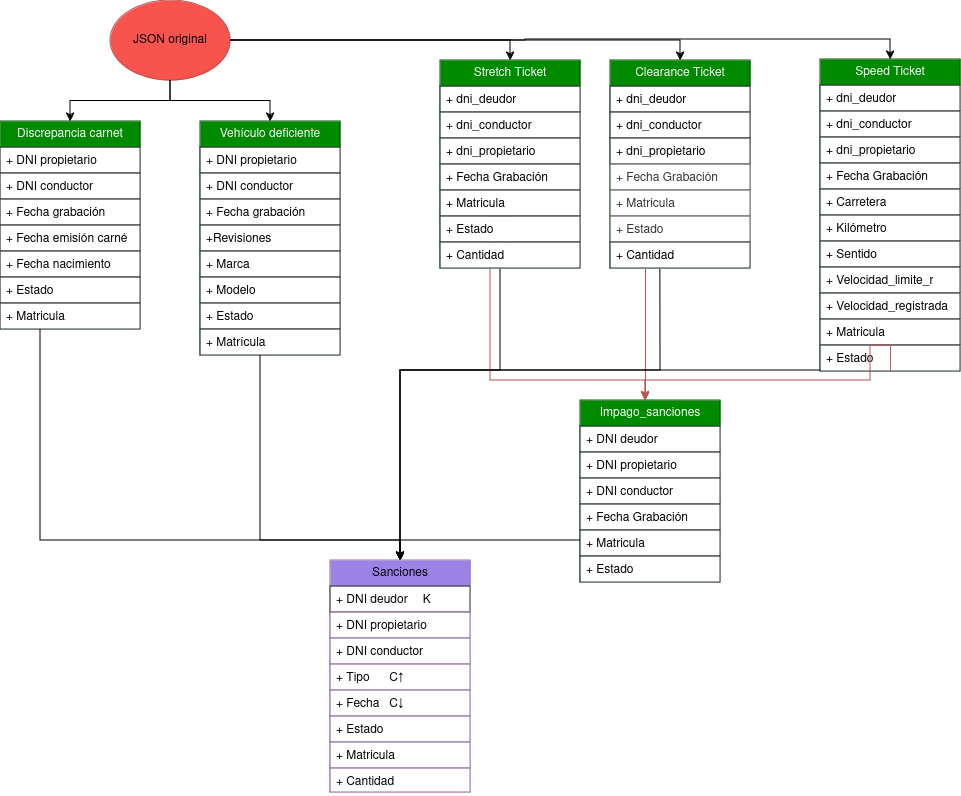 JSON original
Stretch Ticket
+ dni_deudor
+ dni_conductor
+ dni_propietario
+ Fecha Grabación
+ Matricula
+ Estado
+ Cantidad
Clearance Ticket
+ dni_deudor
+ dni_conductor
+ dni_propietario
+ Fecha Grabación
+ Matricula
+ Estado
+ Cantidad
Speed Ticket
+ dni_deudor
+ dni_conductor
+ dni_propietario
+ Fecha Grabación
+ Carretera
+ Kilómetro
+ Sentido
+ Velocidad_limite_r
+ Velocidad_registrada
+ Matricula
+ Estado
Discrepancia carnet
+ DNI propietario
+ DNI conductor
+ Fecha grabación
+ Fecha emisión carné
+ Fecha nacimiento
+ Estado
+ Matricula
Vehículo deficiente
+ DNI propietario
+ DNI conductor
+ Fecha grabación
+Revisiones
+ Marca
+ Modelo
+ Estado
+ Matrícula
Impago_sanciones
+ DNI deudor
+ DNI propietario
+ DNI conductor
+ Fecha Grabación
+ Matricula
+ Estado
Sanciones
+ DNI deudor K
+ DNI propietario
+ DNI conductor
+ Tipo C↑
+ Fecha C↓
+ Estado
+ Matricula
+ Cantidad